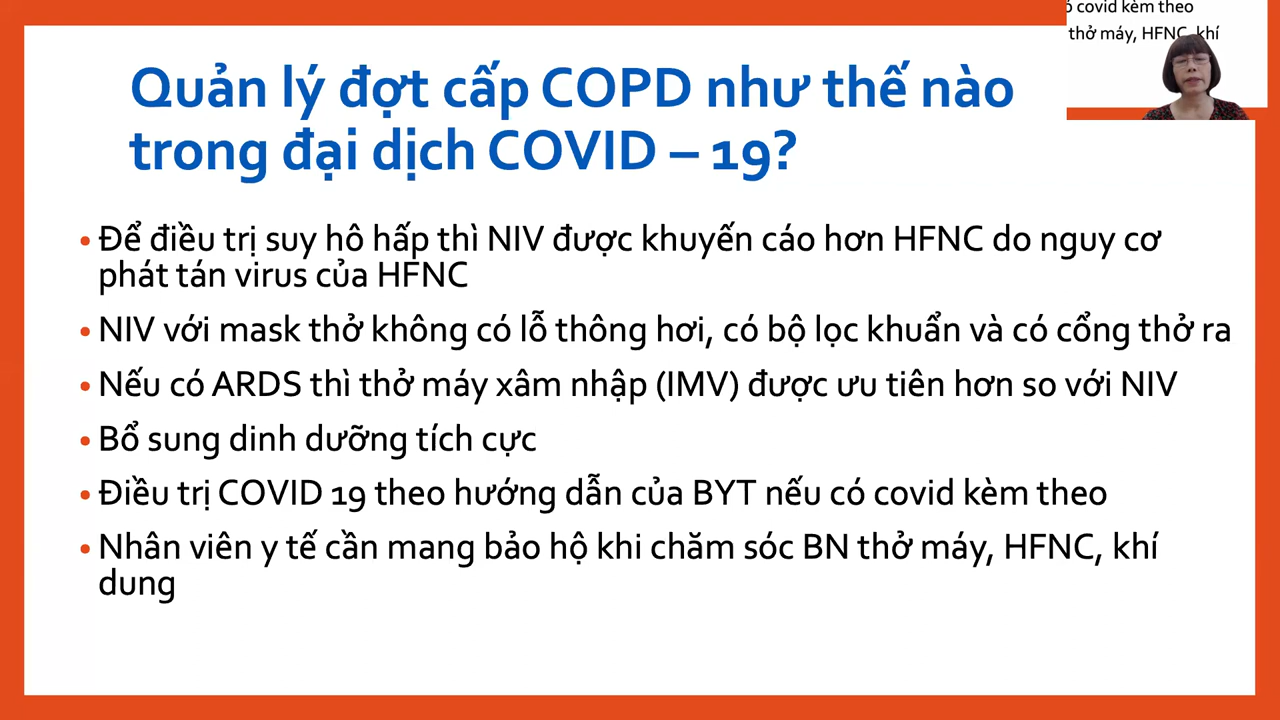 ó covid kèm theo
thở máy, HFNC, khí
Quản lý đợt cấp COPD như thế nào
trong đại dịch COVID – 19?
• Để điều trị suy hô hấp thì NIV được khuyến cáo hơn HFNC do nguy cơ
phát tán virus của HFNC
• NIV với mask thở không có lỗ thông hơi, có bộ lọc khuẩn và có cổng thở ra
• Nếu có ARDS thì thở máy xâm nhập (IMV) được ưu tiên hơn so với NIV
• Bổ sung dinh dưỡng tích cực
• Điều trị COVID 19 theo hướng dẫn của BYT nếu có covid kèm theo
• Nhân viên y tế cần mang bảo hộ khi chăm sóc BN thở máy, HFNC, khí
dung